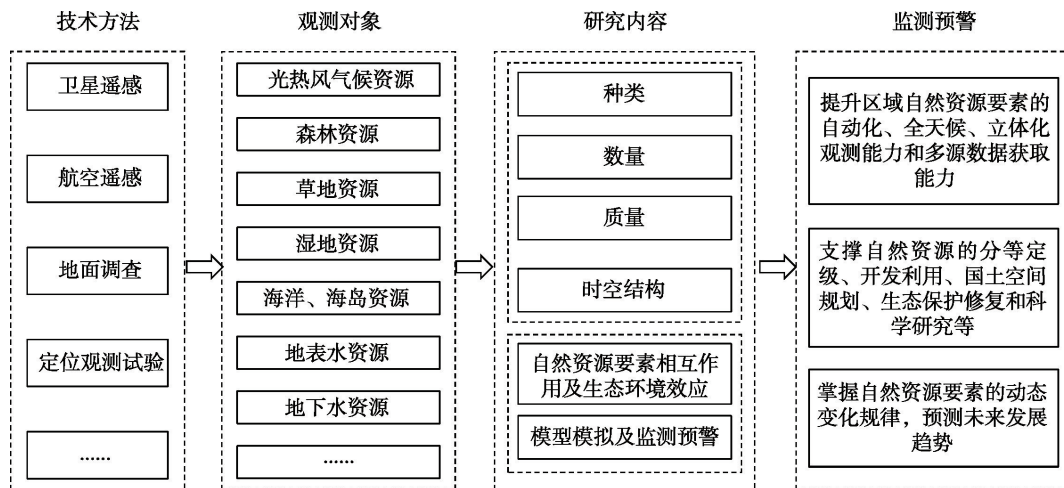 技术方法
卫星遥感
航空遥感
地面调查
定位观测试验
......
观测对象
光热风气候资源
森林资源
草地资源
湿地资源
海洋、海岛资源
地表水资源
地下水资源
......
研究内容
种类
数量
质量
时空结构
自然资源要素相互作
用及生态环境效应
模型模拟及监测预警
监测预警
提升区域自然资源要素的
自动化、全天候、立体化
观测能力和多源数据获取
能力
支撑自然资源的分等定
级、开发利用、国土空间
规划、生态保护修复和科
学研究等
掌握自然资源要素的动态
变化规律，预测未来发展
趋势